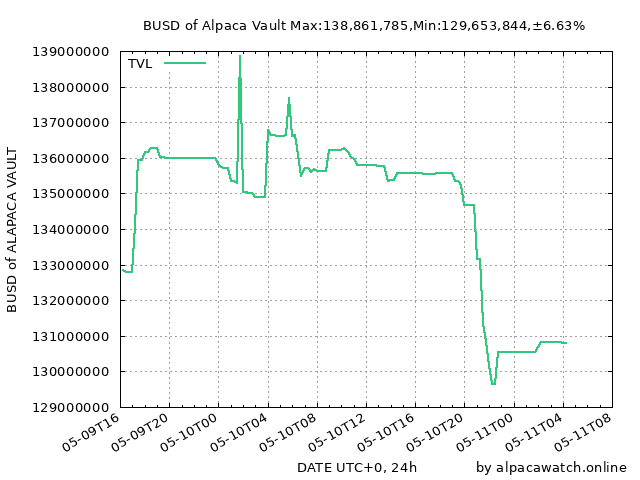 BUSD of Alpaca Vault Max:138,861,785,Min:129,653,844,±6.63%
TVL
139000000
138000000
137000000
136000000
135000000
134000000
133000000
132000000
131000000
130000000
129000000
BUSD of ALAPACA VAULT
05-09T16
05-09T20
05-10T00
05-10T04
05-10T08
05-10T12
05-10T16
05-10T20
05-11T00
05-11T04
05-11T08
DATE UTC+0, 24h
by alpacawatch.online